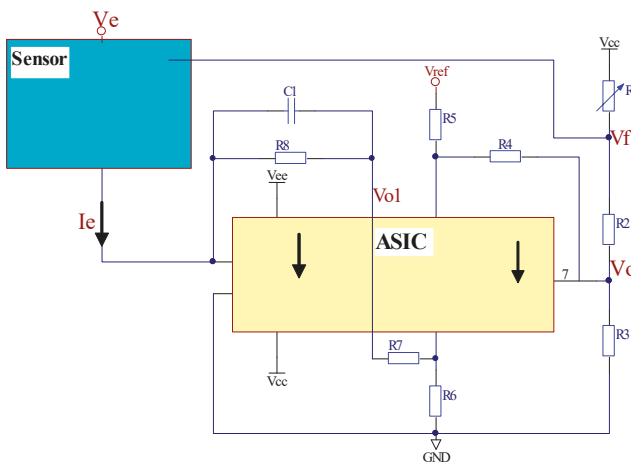 Ve
Sensor
Vcc
C1
Vref
R
R5
Vf
R8
R4
Vee
Vo1
Ie
ASIC
R2
7
Vo
R3
R7
Vcc
R6
GND